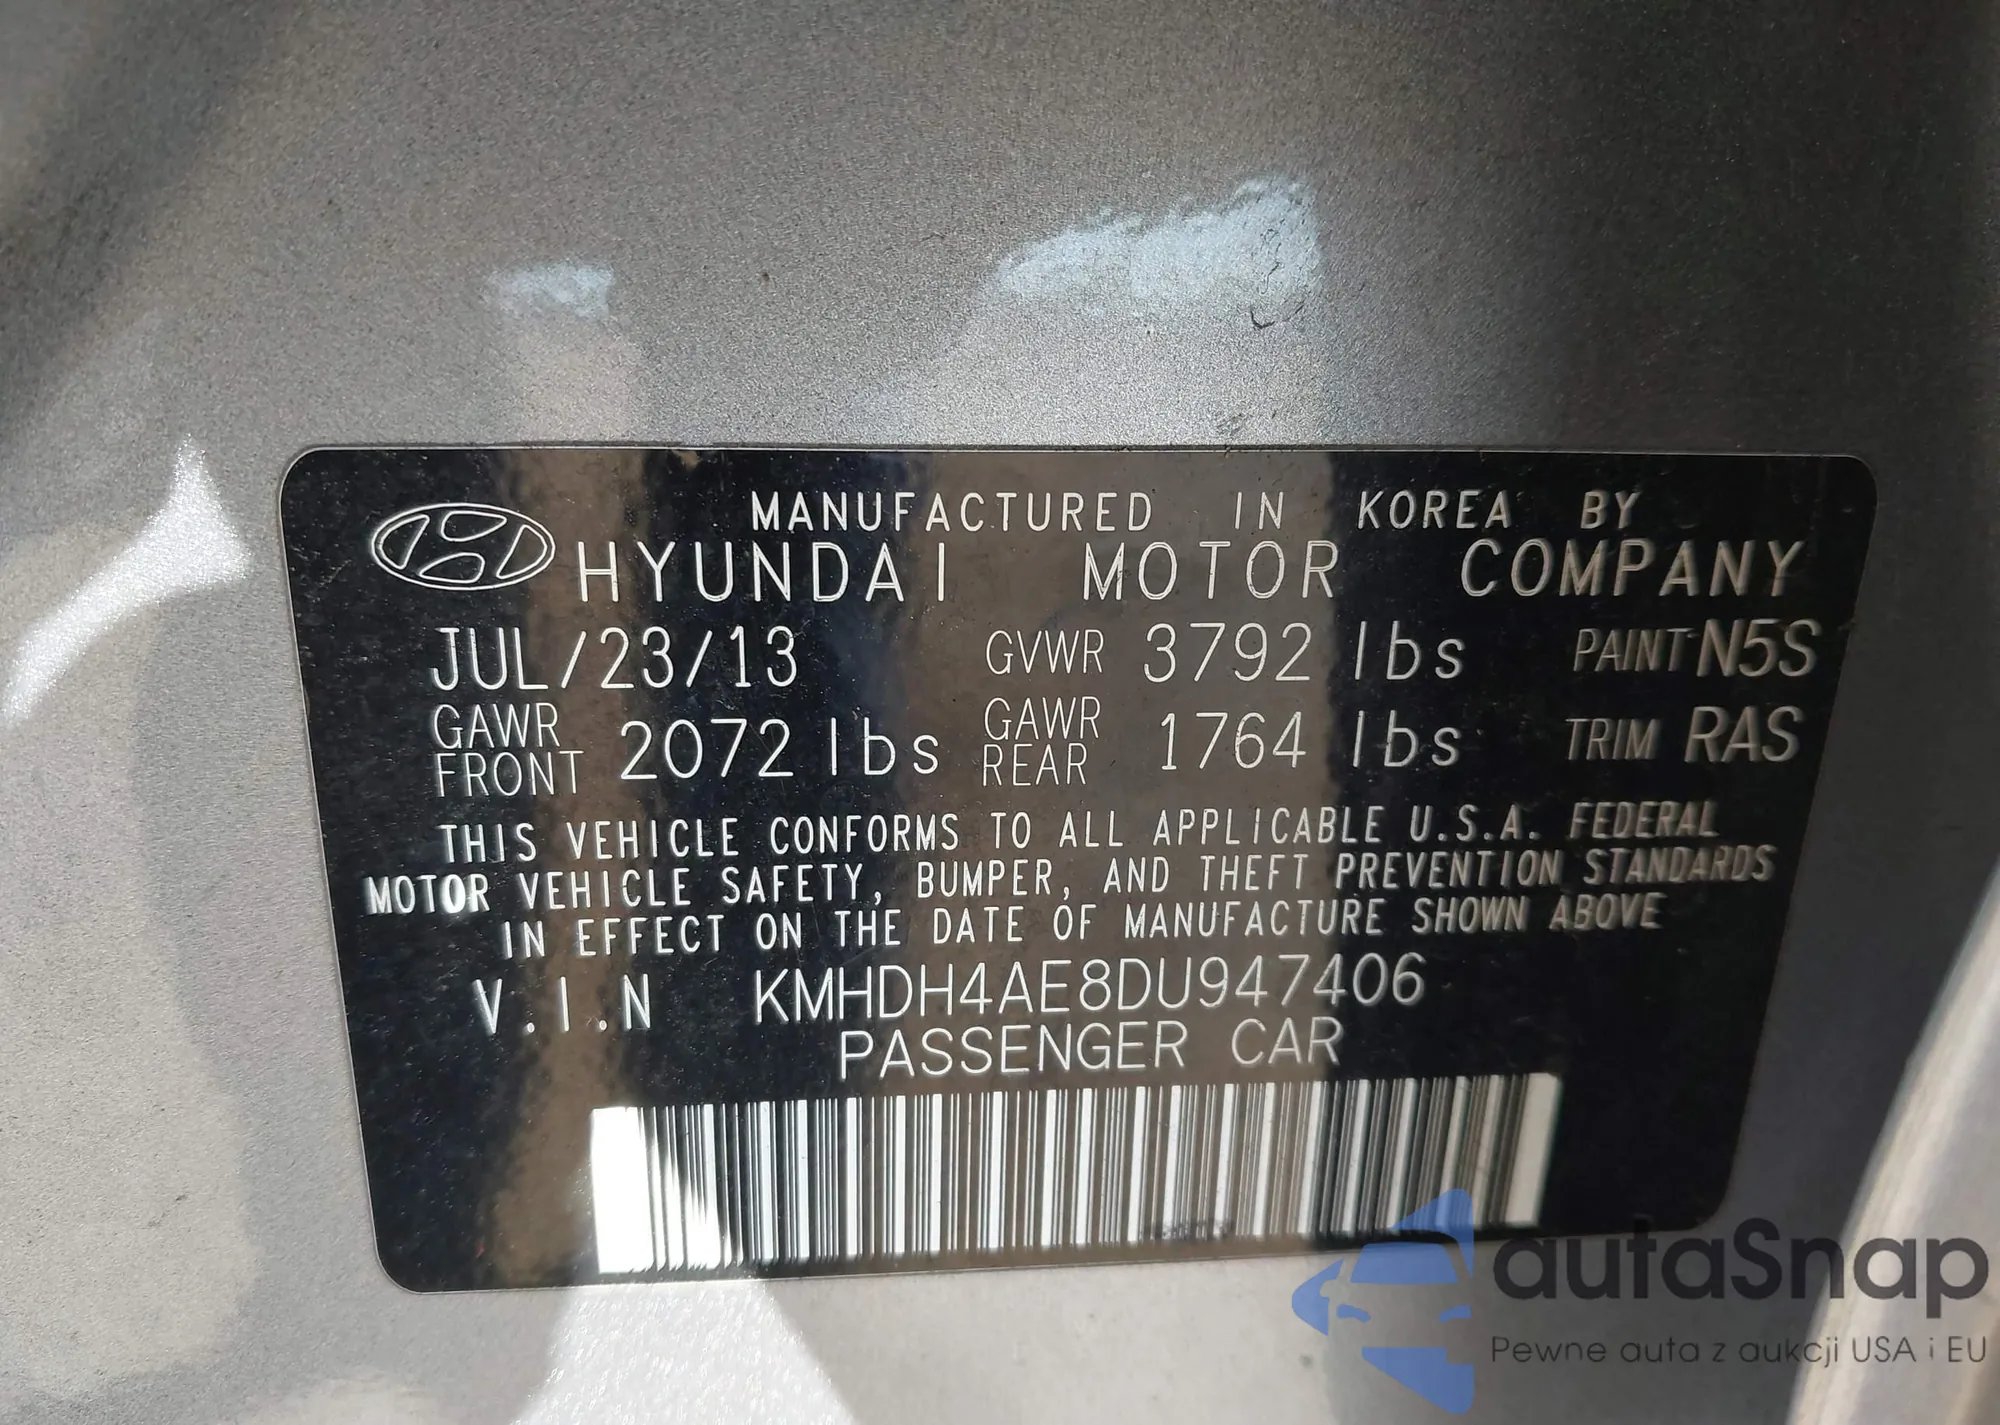 MANUFACTURED IN KOREA BY
HYUNDAI MOTOR COMPANY
JUL/23/13 GVWR 3792 lbs PAINT N5S
GAWR FRONT 2072 lbs GAWR REAR 1764 lbs TRIM RAS
THIS VEHICLE CONFORMS TO ALL APPLICABLE U.S.A. FEDERAL
MOTOR VEHICLE SAFETY, BUMPER, AND THEFT PREVENTION STANDARDS
IN EFFECT ON THE DATE OF MANUFACTURE SHOWN ABOVE
V.I.N KMHDH4AE8DU947406
PASSENGER CAR
autaSnap
Pewne auta z aukcji USA i EU